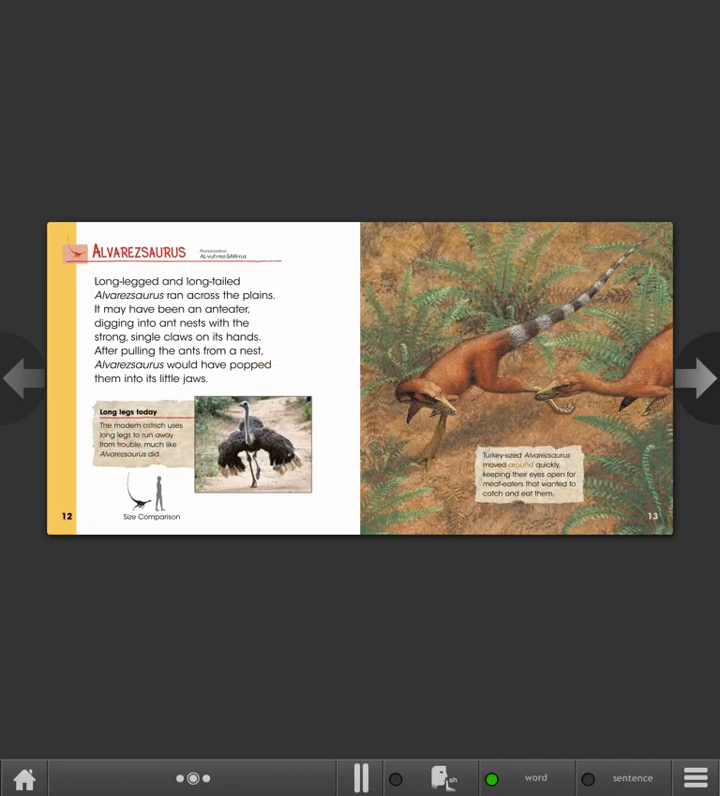 ALVAREZSAURUS
Pronunciation:
AL-vuh-rez-SAW-rus
Long-legged and long-tailed
Alvarezsaurus ran across the plains.
It may have been an anteater,
digging into ant nests with the
strong, single claws on its hands.
After pulling the ants from a nest,
Alvarezsaurus would have popped
them into its little jaws.
Long legs today
The modern ostrich uses
long legs to run away
from trouble, much like
Alvarezsaurus did.
Size Comparison
12
Turkey-sized Alvarezsaurus
moved around quickly,
keeping their eyes open for
meat-eaters that wanted to
catch and eat them.
13
sh
word
sentence